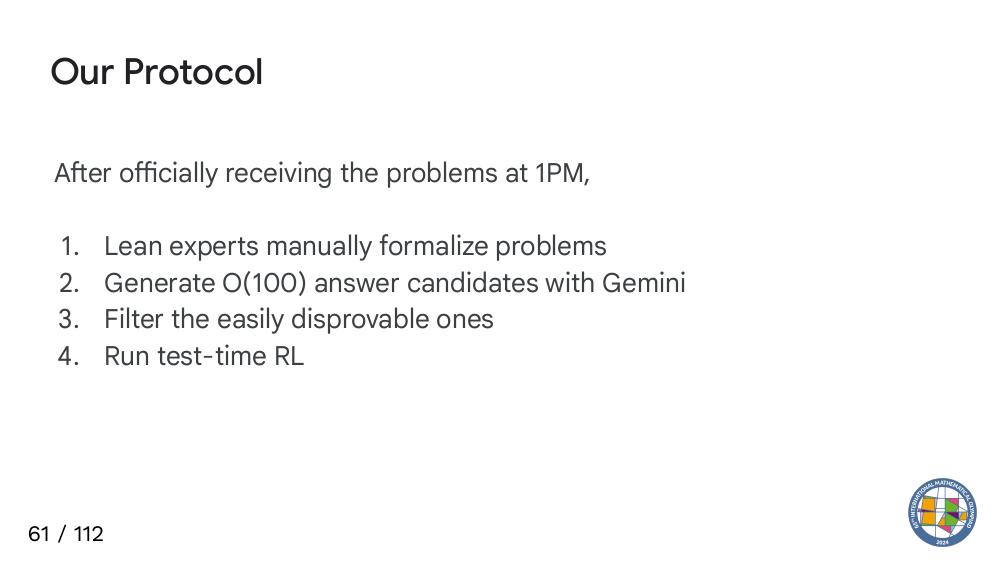 Our Protocol
After officially receiving the problems at 1PM,
1. Lean experts manually formalize problems
2. Generate O(100) answer candidates with Gemini
3. Filter the easily disprovable ones
4. Run test-time RL
61 / 112
65TH INTERNATIONAL MATHEMATICAL OLYMPIAD
2024